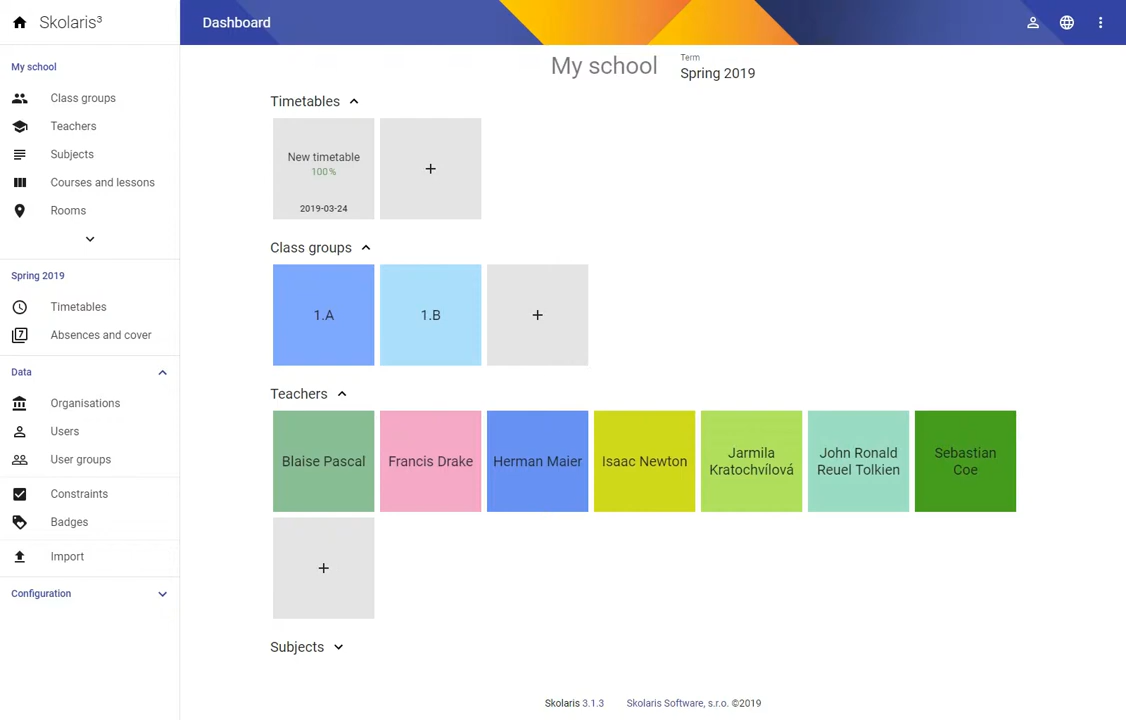 Skolaris³
Dashboard
My school
Class groups
Teachers
Subjects
Courses and lessons
Rooms
Spring 2019
Timetables
Absences and cover
Data
Organisations
Users
User groups
Constraints
Badges
Import
Configuration
My school
Term
Spring 2019
Timetables
New timetable
100%
2019-03-24
+
Class groups
1.A
1.B
+
Teachers
Blaise Pascal
Francis Drake
Herman Maier
Isaac Newton
Jarmila
Kratochvílová
John Ronald
Reuel Tolkien
Sebastian
Coe
+
Subjects
Skolaris 3.1.3
Skolaris Software, s.r.o. ©2019